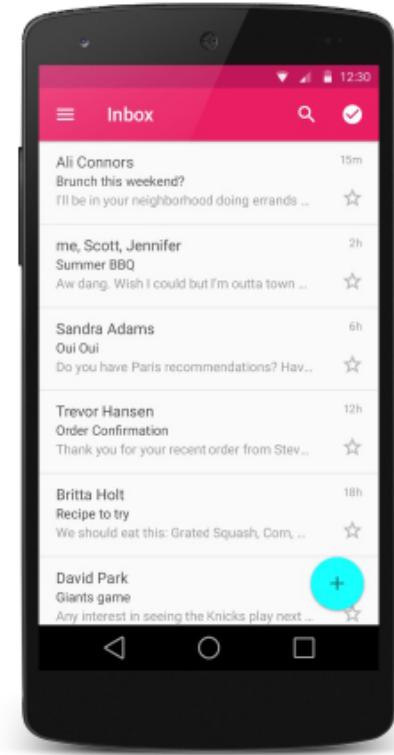 12:30
Inbox
Ali Connors 15m
Brunch this weekend?
I'll be in your neighborhood doing errands ...
me, Scott, Jennifer 2h
Summer BBQ
Aw dang. Wish I could but I'm outta town ...
Sandra Adams 6h
Oui Oui
Do you have Paris recommendations? Hav...
Trevor Hansen 12h
Order Confirmation
Thank you for your recent order from Stev...
Britta Holt 18h
Recipe to try
We should eat this: Grated Squash, Corn, ...
David Park
Giants game
Any interest in seeing the Knicks play next ...